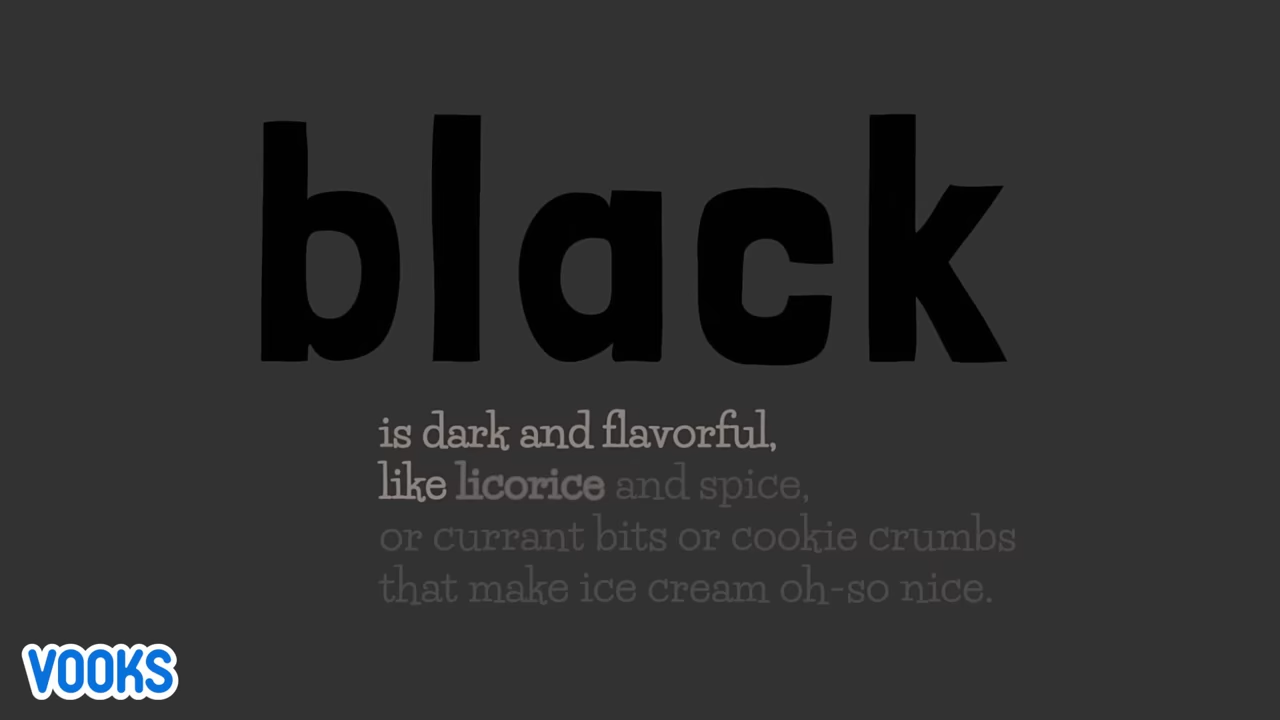 black
is dark and flavorful,
like licorice and spice,
or currant bits or cookie crumbs
that make ice cream oh-so nice.
VOOKS